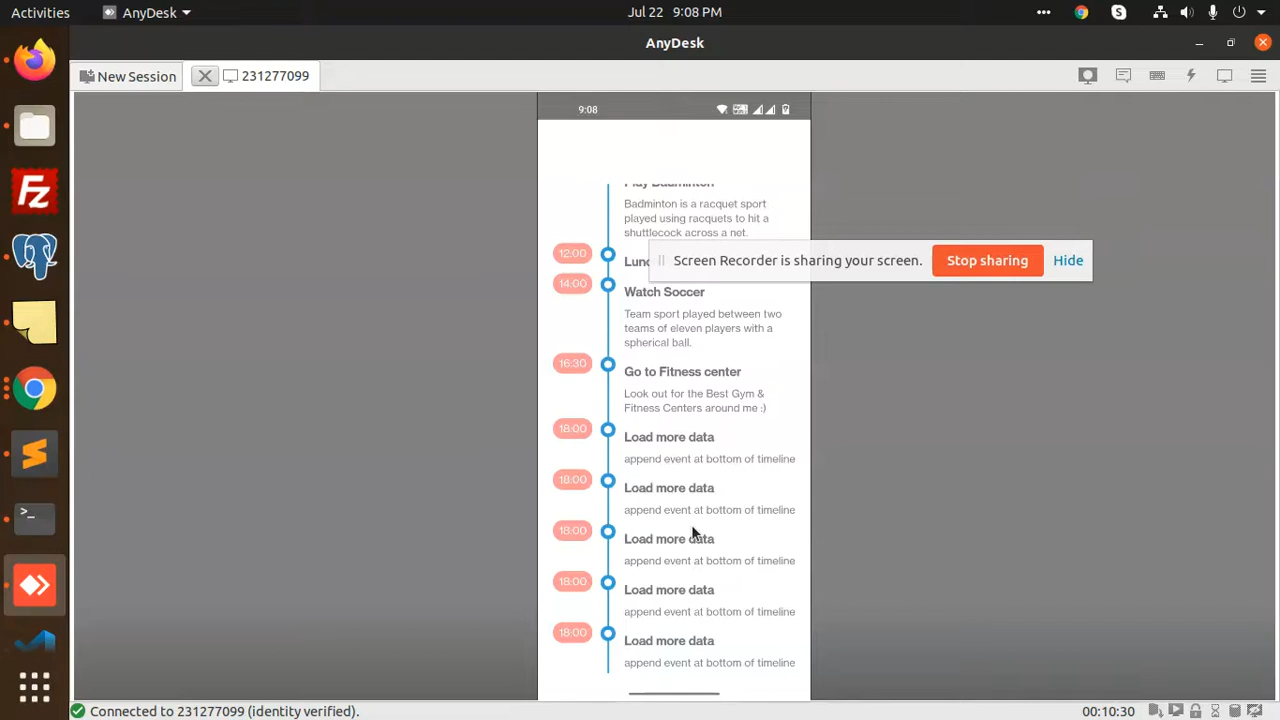 Activities
AnyDesk
Jul 22 9:08 PM
AnyDesk
New Session
231277099
9:08
Play Badminton
Badminton is a racquet sport
played using racquets to hit a
shuttlecock across a net.
12:00
Screen Recorder is sharing your screen.
Stop sharing
Hide
14:00
Watch Soccer
Team sport played between two
teams of eleven players with a
spherical ball.
16:30
Go to Fitness center
Look out for the Best Gym &
Fitness Centers around me :)
18:00
Load more data
append event at bottom of timeline
18:00
Load more data
append event at bottom of timeline
18:00
Load more data
append event at bottom of timeline
18:00
Load more data
append event at bottom of timeline
18:00
Load more data
append event at bottom of timeline
Connected to 231277099 (identity verified).
00:10:30